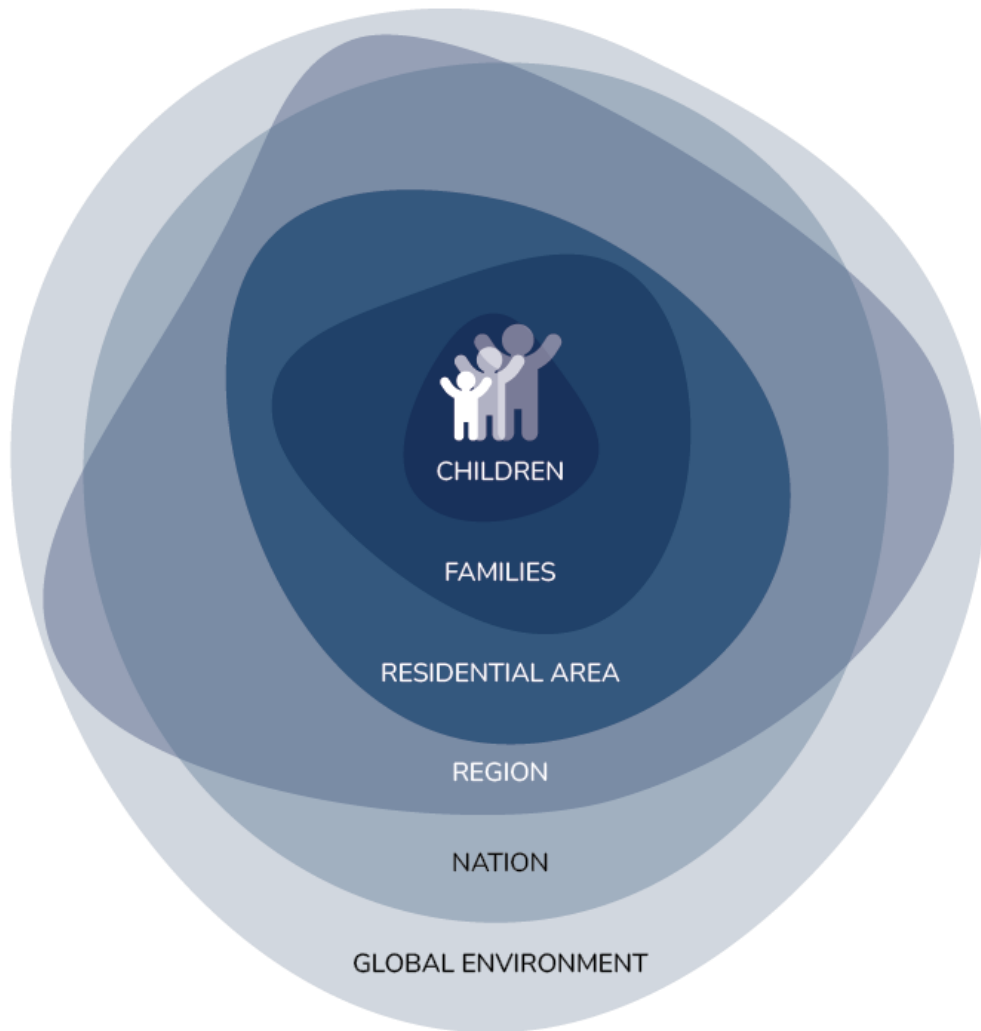 CHILDREN
FAMILIES
RESIDENTIAL AREA
REGION
NATION
GLOBAL ENVIRONMENT